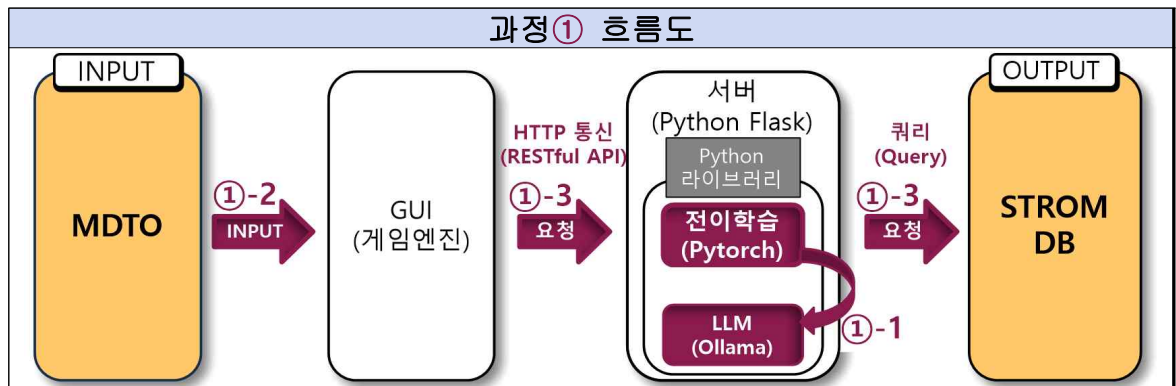 과정① 흐름도
INPUT
MDTO
①-2
INPUT
GUI
(게임엔진)
HTTP 통신
(RESTful API)
①-3
요청
서버
(Python Flask)
Python
라이브러리
전이학습
(Pytorch)
LLM
(Ollama)
①-1
쿼리
(Query)
①-3
요청
OUTPUT
STROM
DB